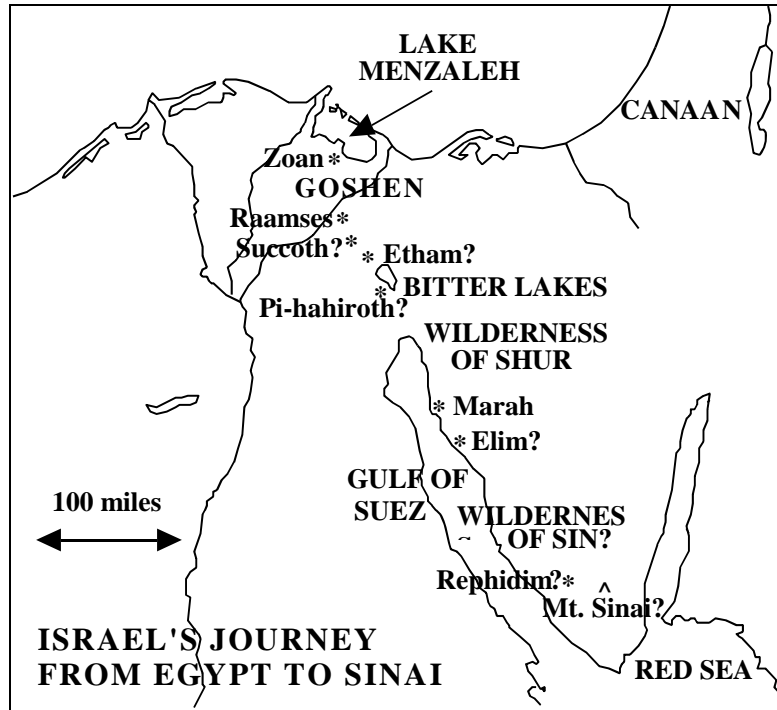 LAKE
MENZALEH
CANAAN
Zoan *
GOSHEN
Raamses *
Succoth? *
* Etham?
BITTER LAKES
Pi-hahiroth? *
WILDERNESS
OF SHUR
* Marah
* Elim?
GULF OF
SUEZ
100 miles
WILDERNES
OF SIN?
Rephidim? *
^
Mt. Sinai?
ISRAEL'S JOURNEY
FROM EGYPT TO SINAI
RED SEA